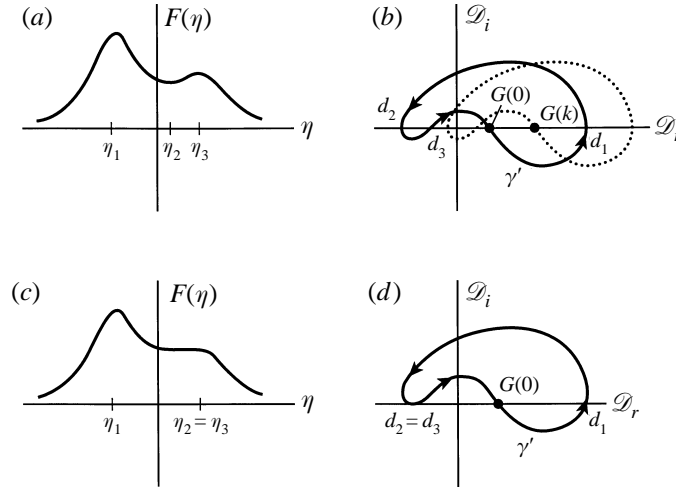 (a)
F(η)
η
η₁
η₂
η₃
(b)
𝒟ᵢ
G(0)
G(k)
d₂
d₃
d₁
𝒟ᵣ
γ′
(c)
F(η)
η
η₁
η₂ = η₃
(d)
𝒟ᵢ
G(0)
d₂ = d₃
d₁
𝒟ᵣ
γ′